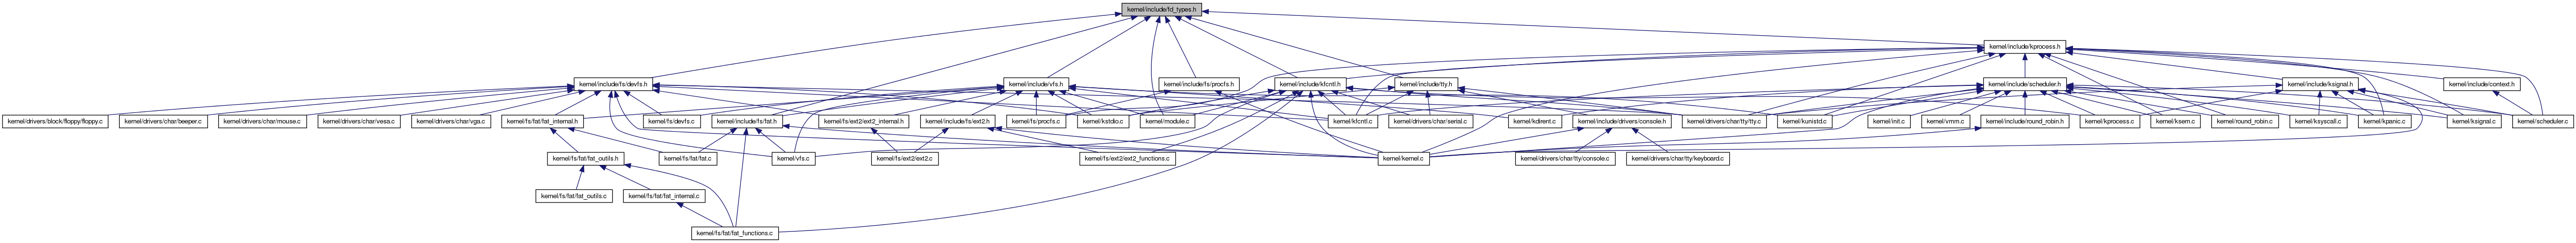 kernel/include/fd_types.h
kernel/include/kprocess.h
kernel/include/fs/devfs.h
kernel/include/vfs.h
kernel/include/fs/procfs.h
kernel/include/kfcntl.h
kernel/include/tty.h
kernel/include/scheduler.h
kernel/include/ksignal.h
kernel/include/context.h
kernel/drivers/block/floppy/floppy.c
kernel/drivers/char/beeper.c
kernel/drivers/char/mouse.c
kernel/drivers/char/vesa.c
kernel/drivers/char/vga.c
kernel/fs/fat/fat_internal.h
kernel/fs/devfs.c
kernel/include/fs/fat.h
kernel/fs/ext2/ext2_internal.h
kernel/include/fs/ext2.h
kernel/fs/procfs.c
kernel/kstdio.c
kernel/module.c
kernel/kfcntl.c
kernel/drivers/char/serial.c
kernel/kdirent.c
kernel/include/drivers/console.h
kernel/drivers/char/tty/tty.c
kernel/kunistd.c
kernel/init.c
kernel/vmm.c
kernel/include/round_robin.h
kernel/kprocess.c
kernel/ksem.c
kernel/round_robin.c
kernel/ksyscall.c
kernel/kpanic.c
kernel/ksignal.c
kernel/scheduler.c
kernel/fs/fat/fat_outils.h
kernel/fs/fat/fat.c
kernel/vfs.c
kernel/fs/ext2/ext2.c
kernel/fs/ext2/ext2_functions.c
kernel/kernel.c
kernel/drivers/char/tty/console.c
kernel/drivers/char/tty/keyboard.c
kernel/fs/fat/fat_outils.c
kernel/fs/fat/fat_internal.c
kernel/fs/fat/fat_functions.c